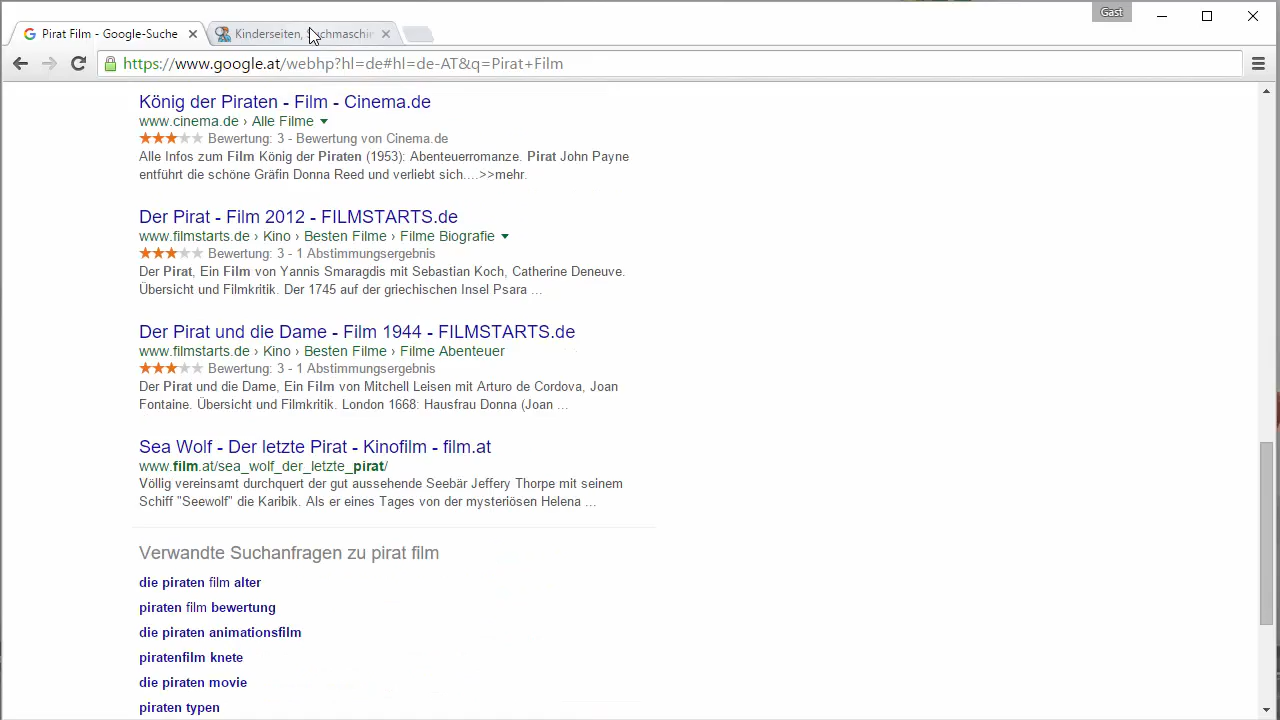 Gast
Pirat Film - Google-Suche
Kinderseiten,
https://www.google.at/webhp?hl=de#hl=de-AT&q=Pirat+Film
König der Piraten - Film - Cinema.de
www.cinema.de › Alle Filme
Bewertung: 3 - Bewertung von Cinema.de
Alle Infos zum Film König der Piraten (1953): Abenteuerromanze. Pirat John Payne
entführt die schöne Gräfin Donna Reed und verliebt sich....>>mehr.
Der Pirat - Film 2012 - FILMSTARTS.de
www.filmstarts.de › Kino › Besten Filme › Filme Biografie
Bewertung: 3 - 1 Abstimmungsergebnis
Der Pirat, Ein Film von Yannis Smaragdis mit Sebastian Koch, Catherine Deneuve.
Übersicht und Filmkritik. Der 1745 auf der griechischen Insel Psara ...
Der Pirat und die Dame - Film 1944 - FILMSTARTS.de
www.filmstarts.de › Kino › Besten Filme › Filme Abenteuer
Bewertung: 3 - 1 Abstimmungsergebnis
Der Pirat und die Dame, Ein Film von Mitchell Leisen mit Arturo de Cordova, Joan
Fontaine. Übersicht und Filmkritik. London 1668: Hausfrau Donna (Joan ...
Sea Wolf - Der letzte Pirat - Kinofilm - film.at
www.film.at/sea_wolf_der_letzte_pirat/
Völlig vereinsamt durchquert der gut aussehende Seebär Jeffery Thorpe mit seinem
Schiff "Seewolf" die Karibik. Als er eines Tages von der mysteriösen Helena ...
Verwandte Suchanfragen zu pirat film
die piraten film alter
piraten film bewertung
die piraten animationsfilm
piratenfilm knete
die piraten movie
piraten typen